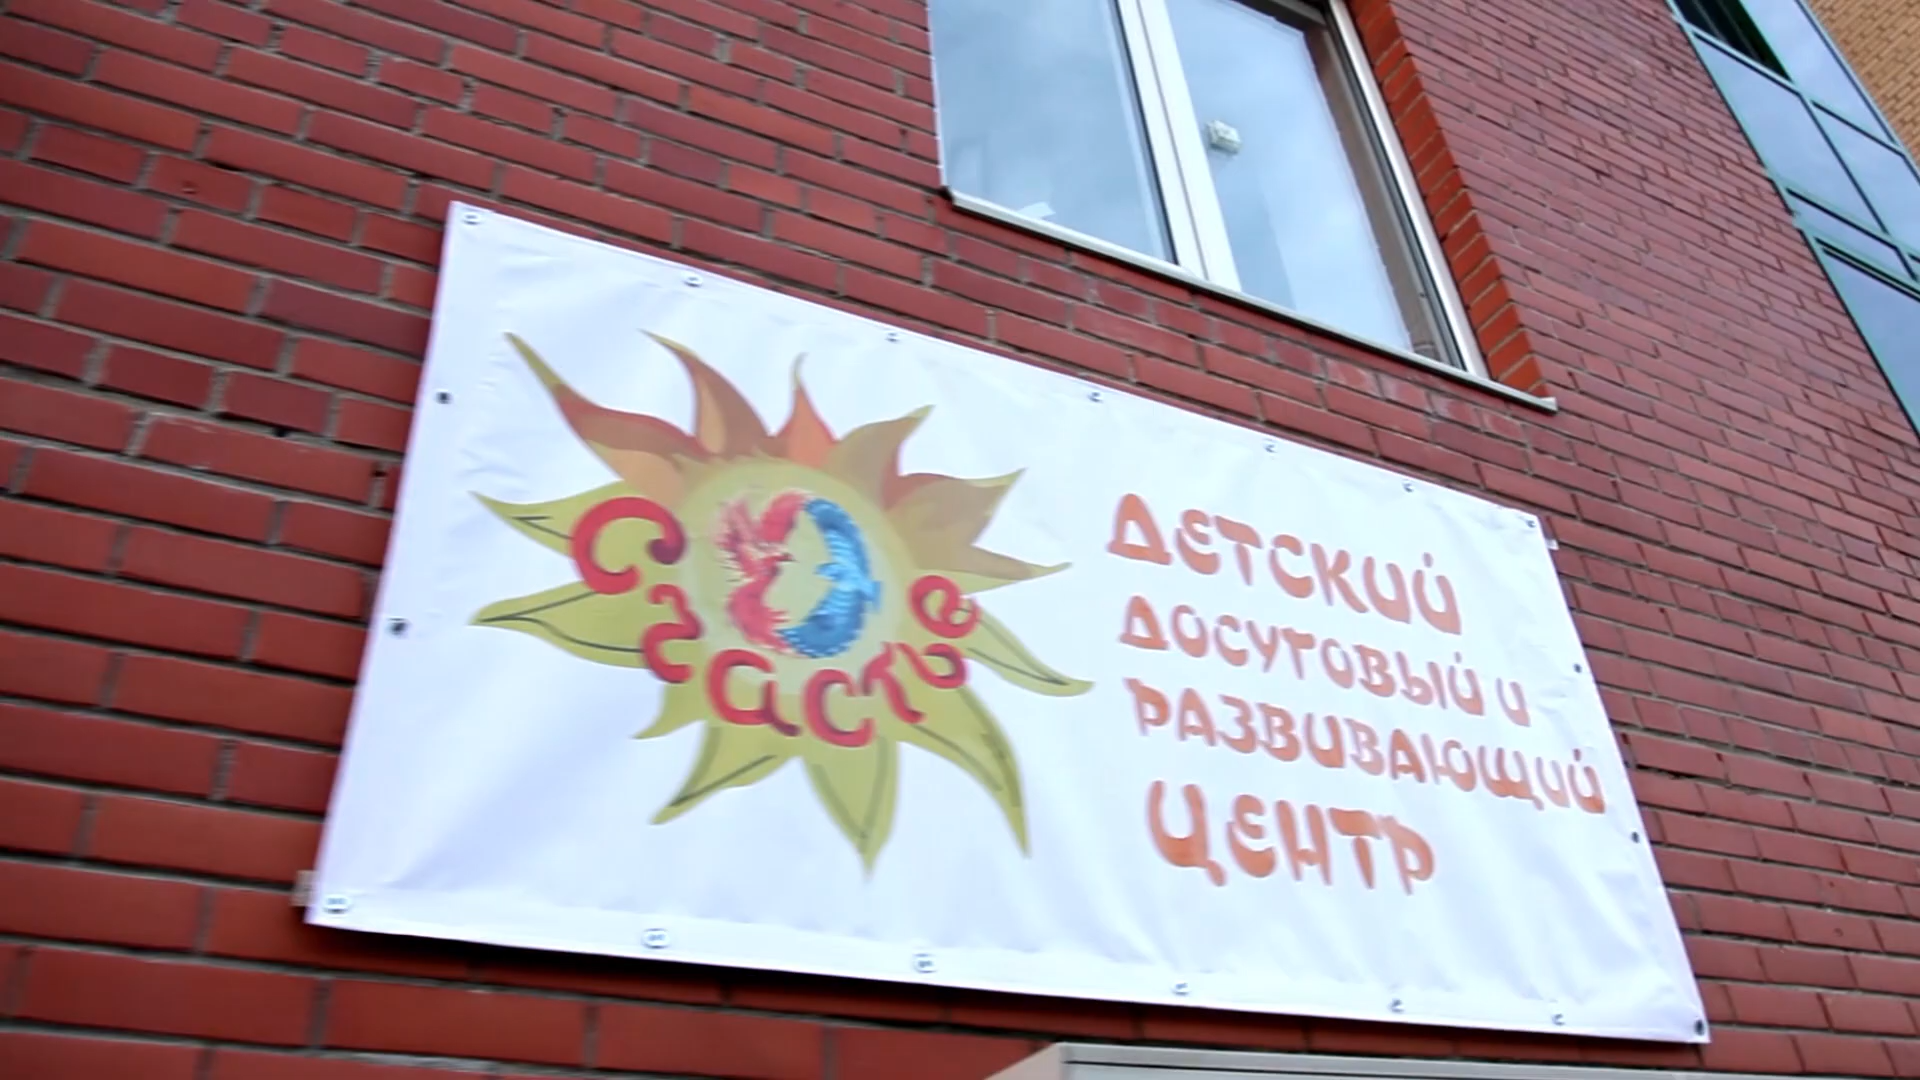 Счастье
ДЕТСКИЙ
ДОСУГОВЫЙ И
РАЗВИВАЮЩИЙ
ЦЕНТР